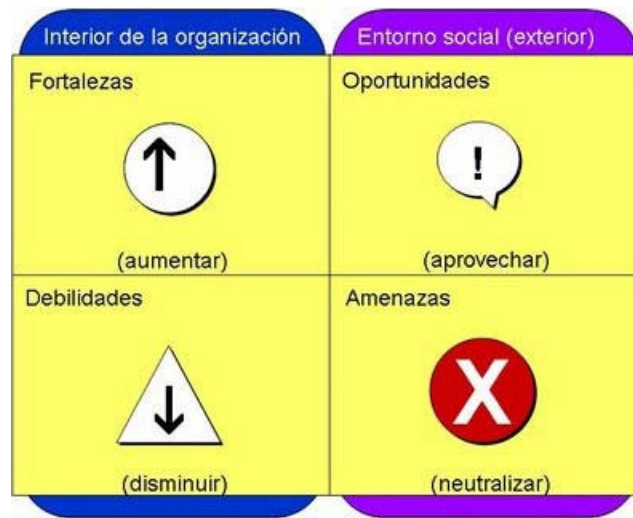 Interior de la organización
Entorno social (exterior)
Fortalezas
Oportunidades
!
(aumentar)
(aprovechar)
Debilidades
Amenazas
X
(disminuir)
(neutralizar)